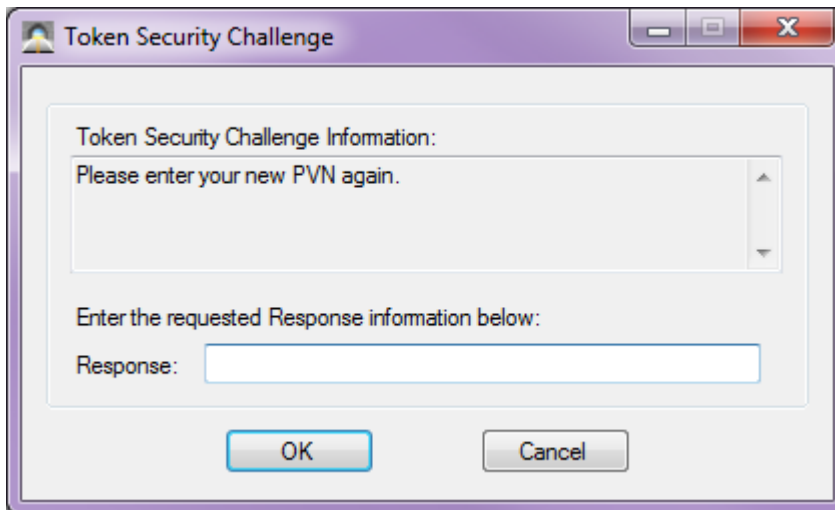 Token Security Challenge
Token Security Challenge Information:
Please enter your new PVN again.
Enter the requested Response information below:
Response:
OK
Cancel